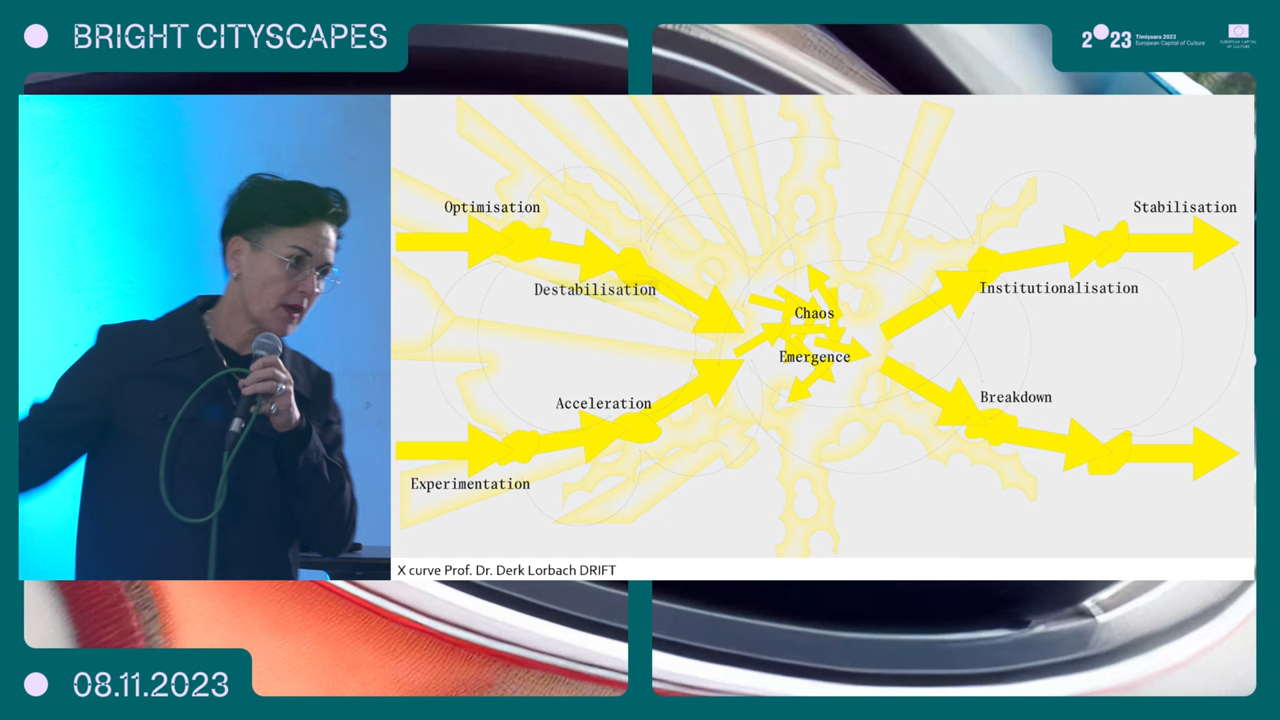 BRIGHT CITYSCAPES
2023
Timișoara 2023
European Capital of Culture
EUROPEAN CAPITAL
OF CULTURE
Optimisation
Stabilisation
Destabilisation
Institutionalisation
Chaos
Emergence
Acceleration
Breakdown
Experimentation
X curve Prof. Dr. Derk Lorbach DRIFT
08.11.2023